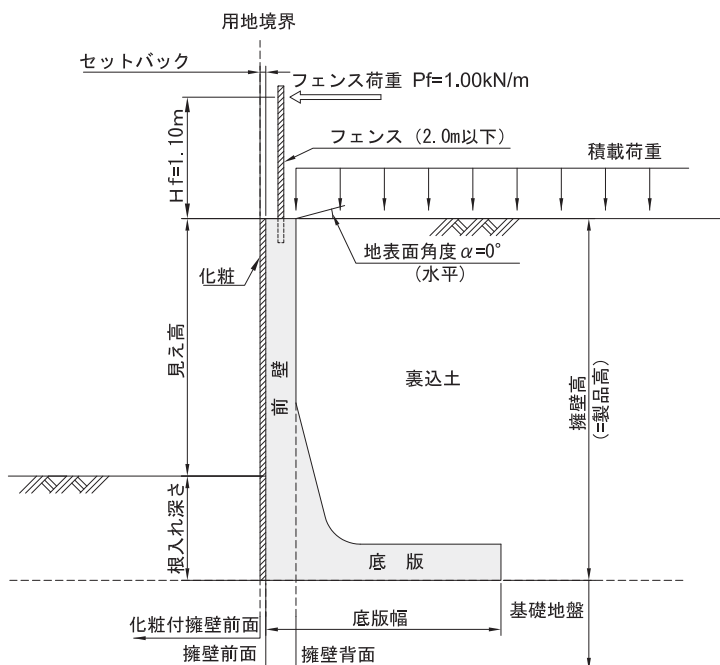 用地境界
セットバック
フェンス荷重 Pf=1.00kN/m
Hf=1.10m
フェンス（2.0m以下）
積載荷重
地表面角度α=0°
(水平)
化粧
見え高
前壁
裏込土
擁壁高
(=製品高)
根入れ深さ
底 版
基礎地盤
化粧付擁壁前面
底版幅
擁壁前面
擁壁背面